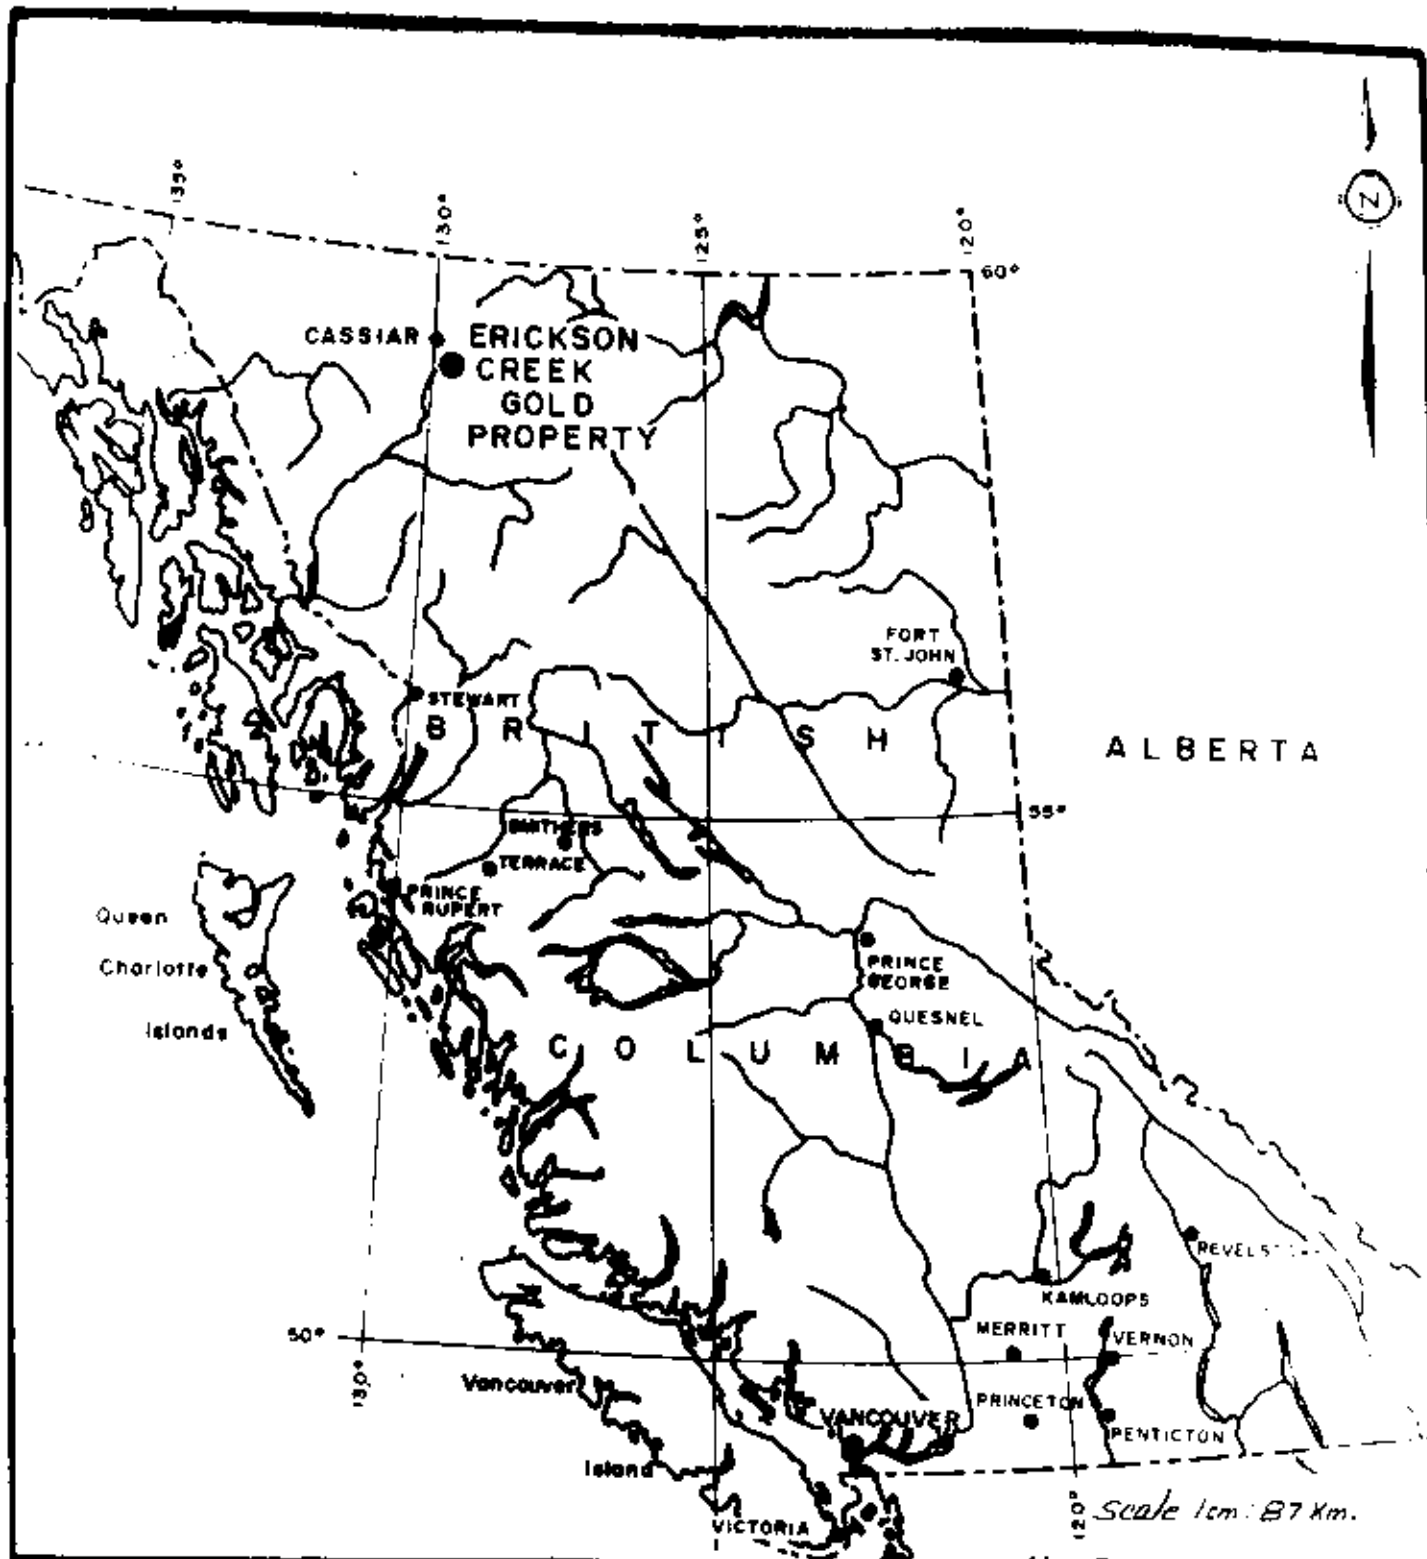 135°
130°
125°
120°
N
60°
CASSIAR
ERICKSON
CREEK
GOLD
PROPERTY
FORT
ST. JOHN
STEWART
BRITISH
ALBERTA
55°
SMITHERS
TERRACE
PRINCE
RUPERT
Queen
Charlotte
Islands
PRINCE
GEORGE
QUESNEL
COLUMBIA
KAMLOOPS
MERRITT
VERNON
50°
130°
Vancouver
Island
PRINCETON
VANCOUVER
PENTICTON
VICTORIA
120°
Scale 1cm: 87 Km.